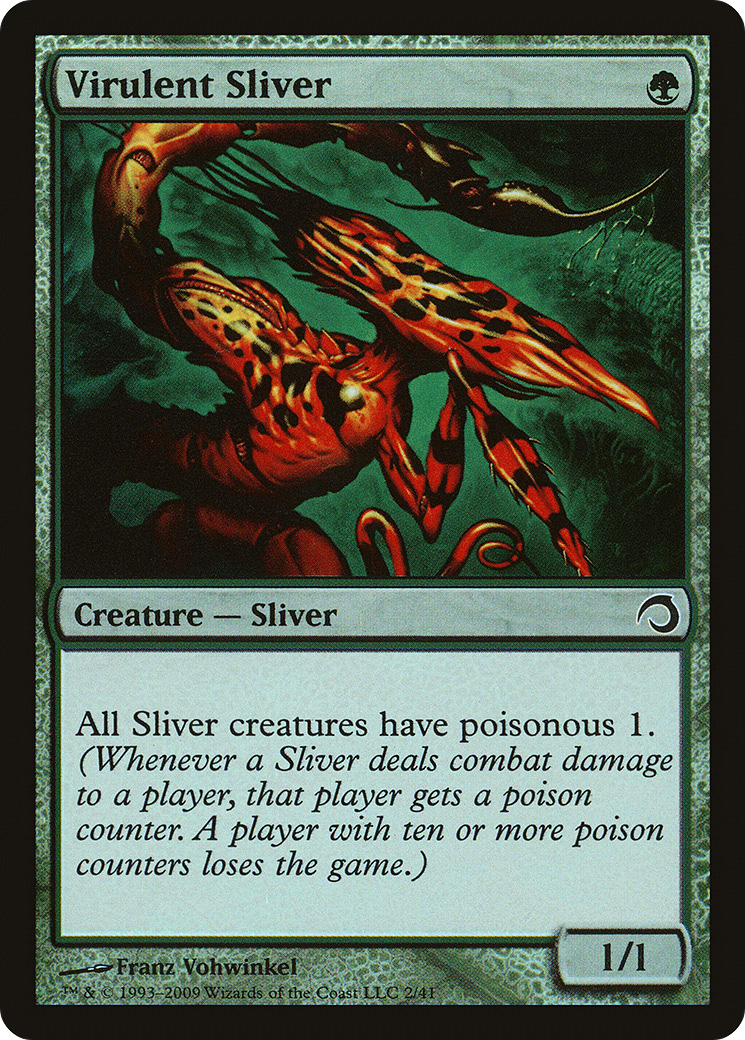 Virulent Sliver
Creature — Sliver
All Sliver creatures have poisonous 1.
(Whenever a Sliver deals combat damage
to a player, that player gets a poison
counter. A player with ten or more poison
counters loses the game.)
1/1
Franz Vohwinkel
™ & © 1993–2009 Wizards of the Coast LLC 2/41